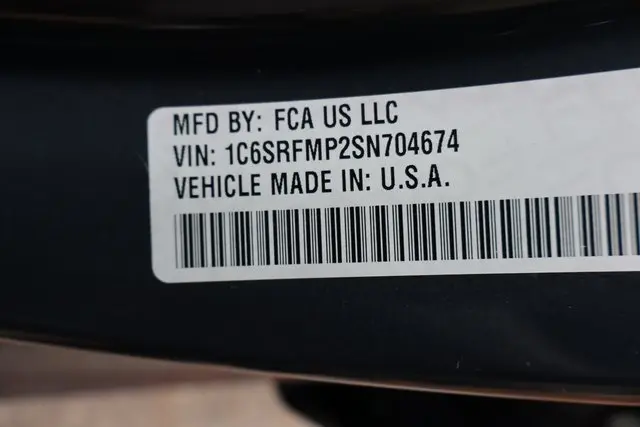 MFD BY: FCA US LLC
VIN: 1C6SRFMP2SN704674
VEHICLE MADE IN: U.S.A.